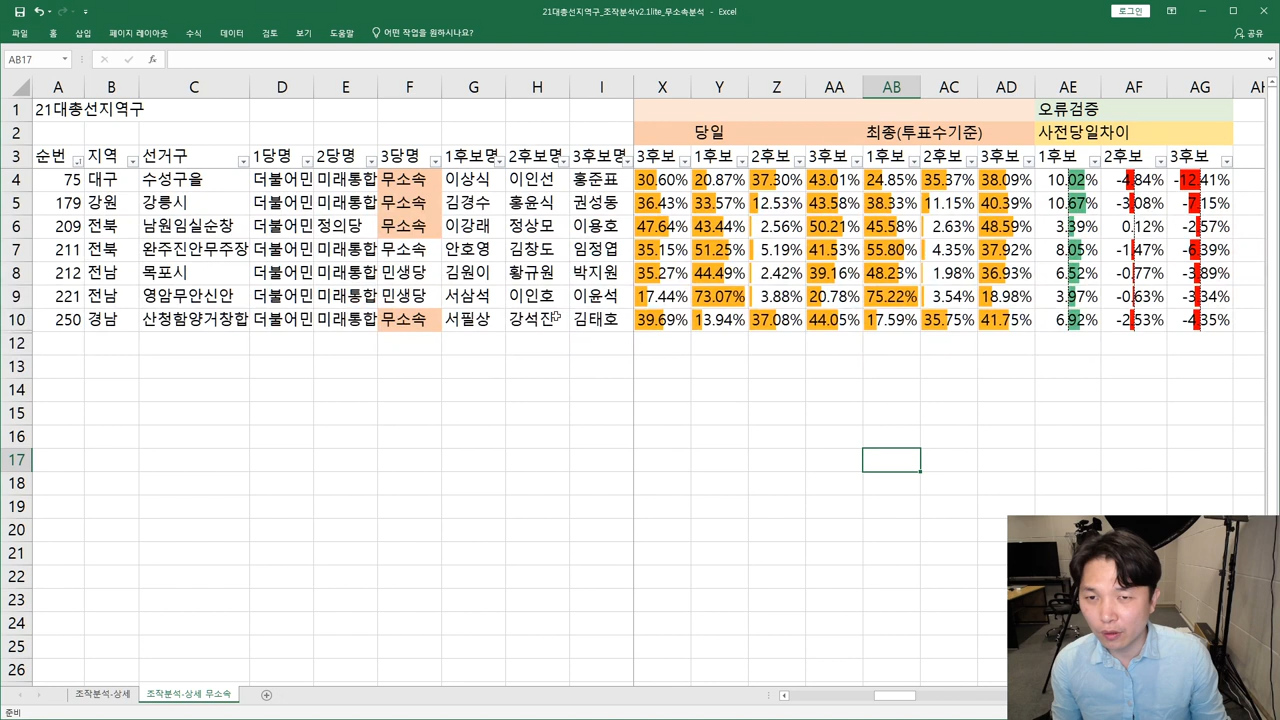 21대총선지역구_조작분석v2.1lite_무소속분석 - Excel
로그인
파일 홈 삽입 페이지 레이아웃 수식 데이터 검토 보기 도움말 어떤 작업을 원하시나요? 공유
AB17 fx
A B C D E F G H I X Y Z AA AB AC AD AE AF AG AH
1 21대총선지역구 오류검증
2 당일 최종(투표수기준) 사전당일차이
3 순번 지역 선거구 1당명 2당명 3당명 1후보명 2후보명 3후보명 3후보 1후보 2후보 3후보 1후보 2후보 3후보 1후보 2후보 3후보
4 75 대구 수성구을 더불어민 미래통합 무소속 이상식 이인선 홍준표 30.60% 20.87% 37.30% 43.01% 24.85% 35.37% 38.09% 10.02% -4.84% -12.41%
5 179 강원 강릉시 더불어민 미래통합 무소속 김경수 홍윤식 권성동 36.43% 33.57% 12.53% 43.58% 38.33% 11.15% 40.39% 10.67% -3.08% -7.15%
6 209 전북 남원임실순창 더불어민 정의당 무소속 이강래 정상모 이용호 47.64% 43.44% 2.56% 50.21% 45.58% 2.63% 48.59% 3.39% 0.12% -2.57%
7 211 전북 완주진안무주장 더불어민 미래통합 무소속 안호영 김창도 임정엽 35.15% 51.25% 5.19% 41.53% 55.80% 4.35% 37.92% 8.05% -1.47% -6.39%
8 212 전남 목포시 더불어민 미래통합 민생당 김원이 황규원 박지원 35.27% 44.49% 2.42% 39.16% 48.23% 1.98% 36.93% 6.52% -0.77% -3.89%
9 221 전남 영암무안신안 더불어민 미래통합 민생당 서삼석 이인호 이윤석 17.44% 73.07% 3.88% 20.78% 75.22% 3.54% 18.98% 3.97% -0.63% -3.34%
10 250 경남 산청함양거창합 더불어민 미래통합 무소속 서필상 강석진 김태호 39.69% 13.94% 37.08% 44.05% 17.59% 35.75% 41.75% 6.92% -2.53% -4.35%
12
13
14
15
16
17
18
19
20
21
22
23
24
25
26
조작분석-상세 조작분석-상세 무소속
준비